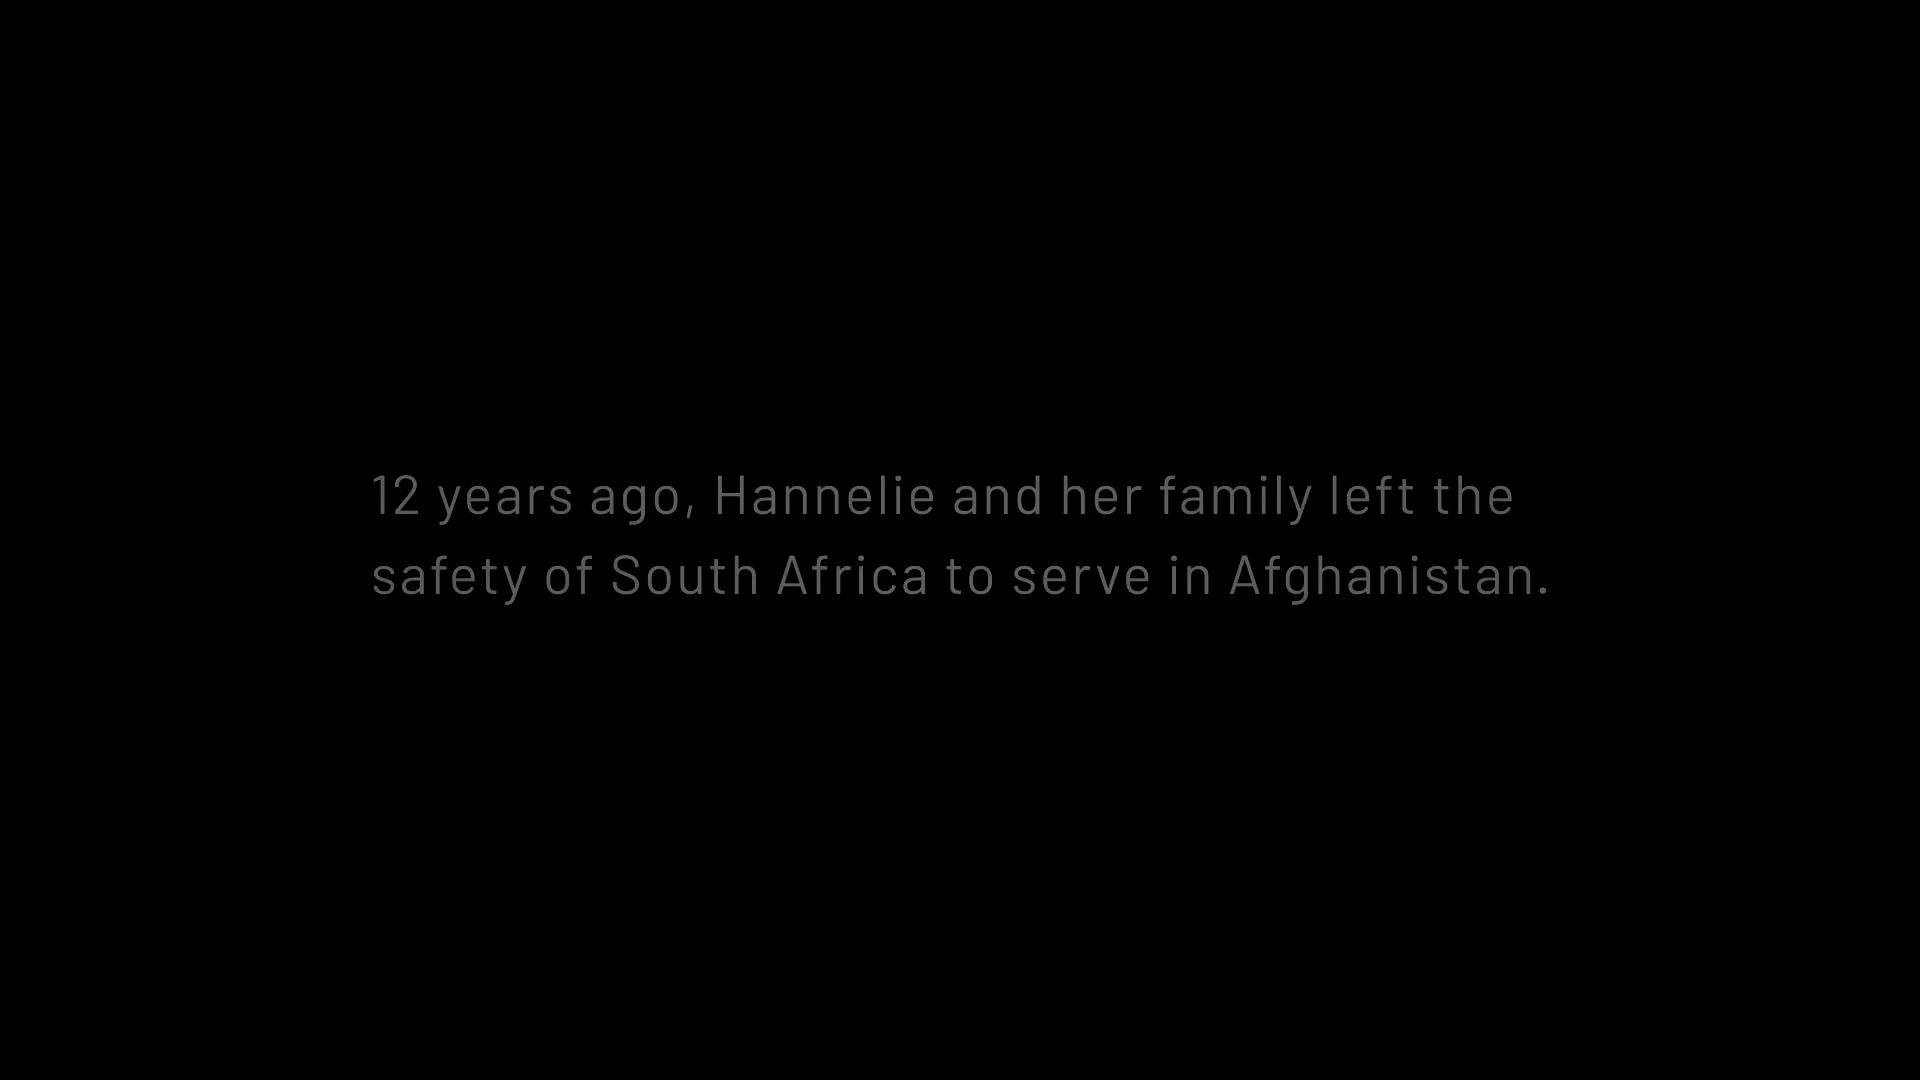 12 years ago, Hannelie and her family left the
safety of South Africa to serve in Afghanistan.